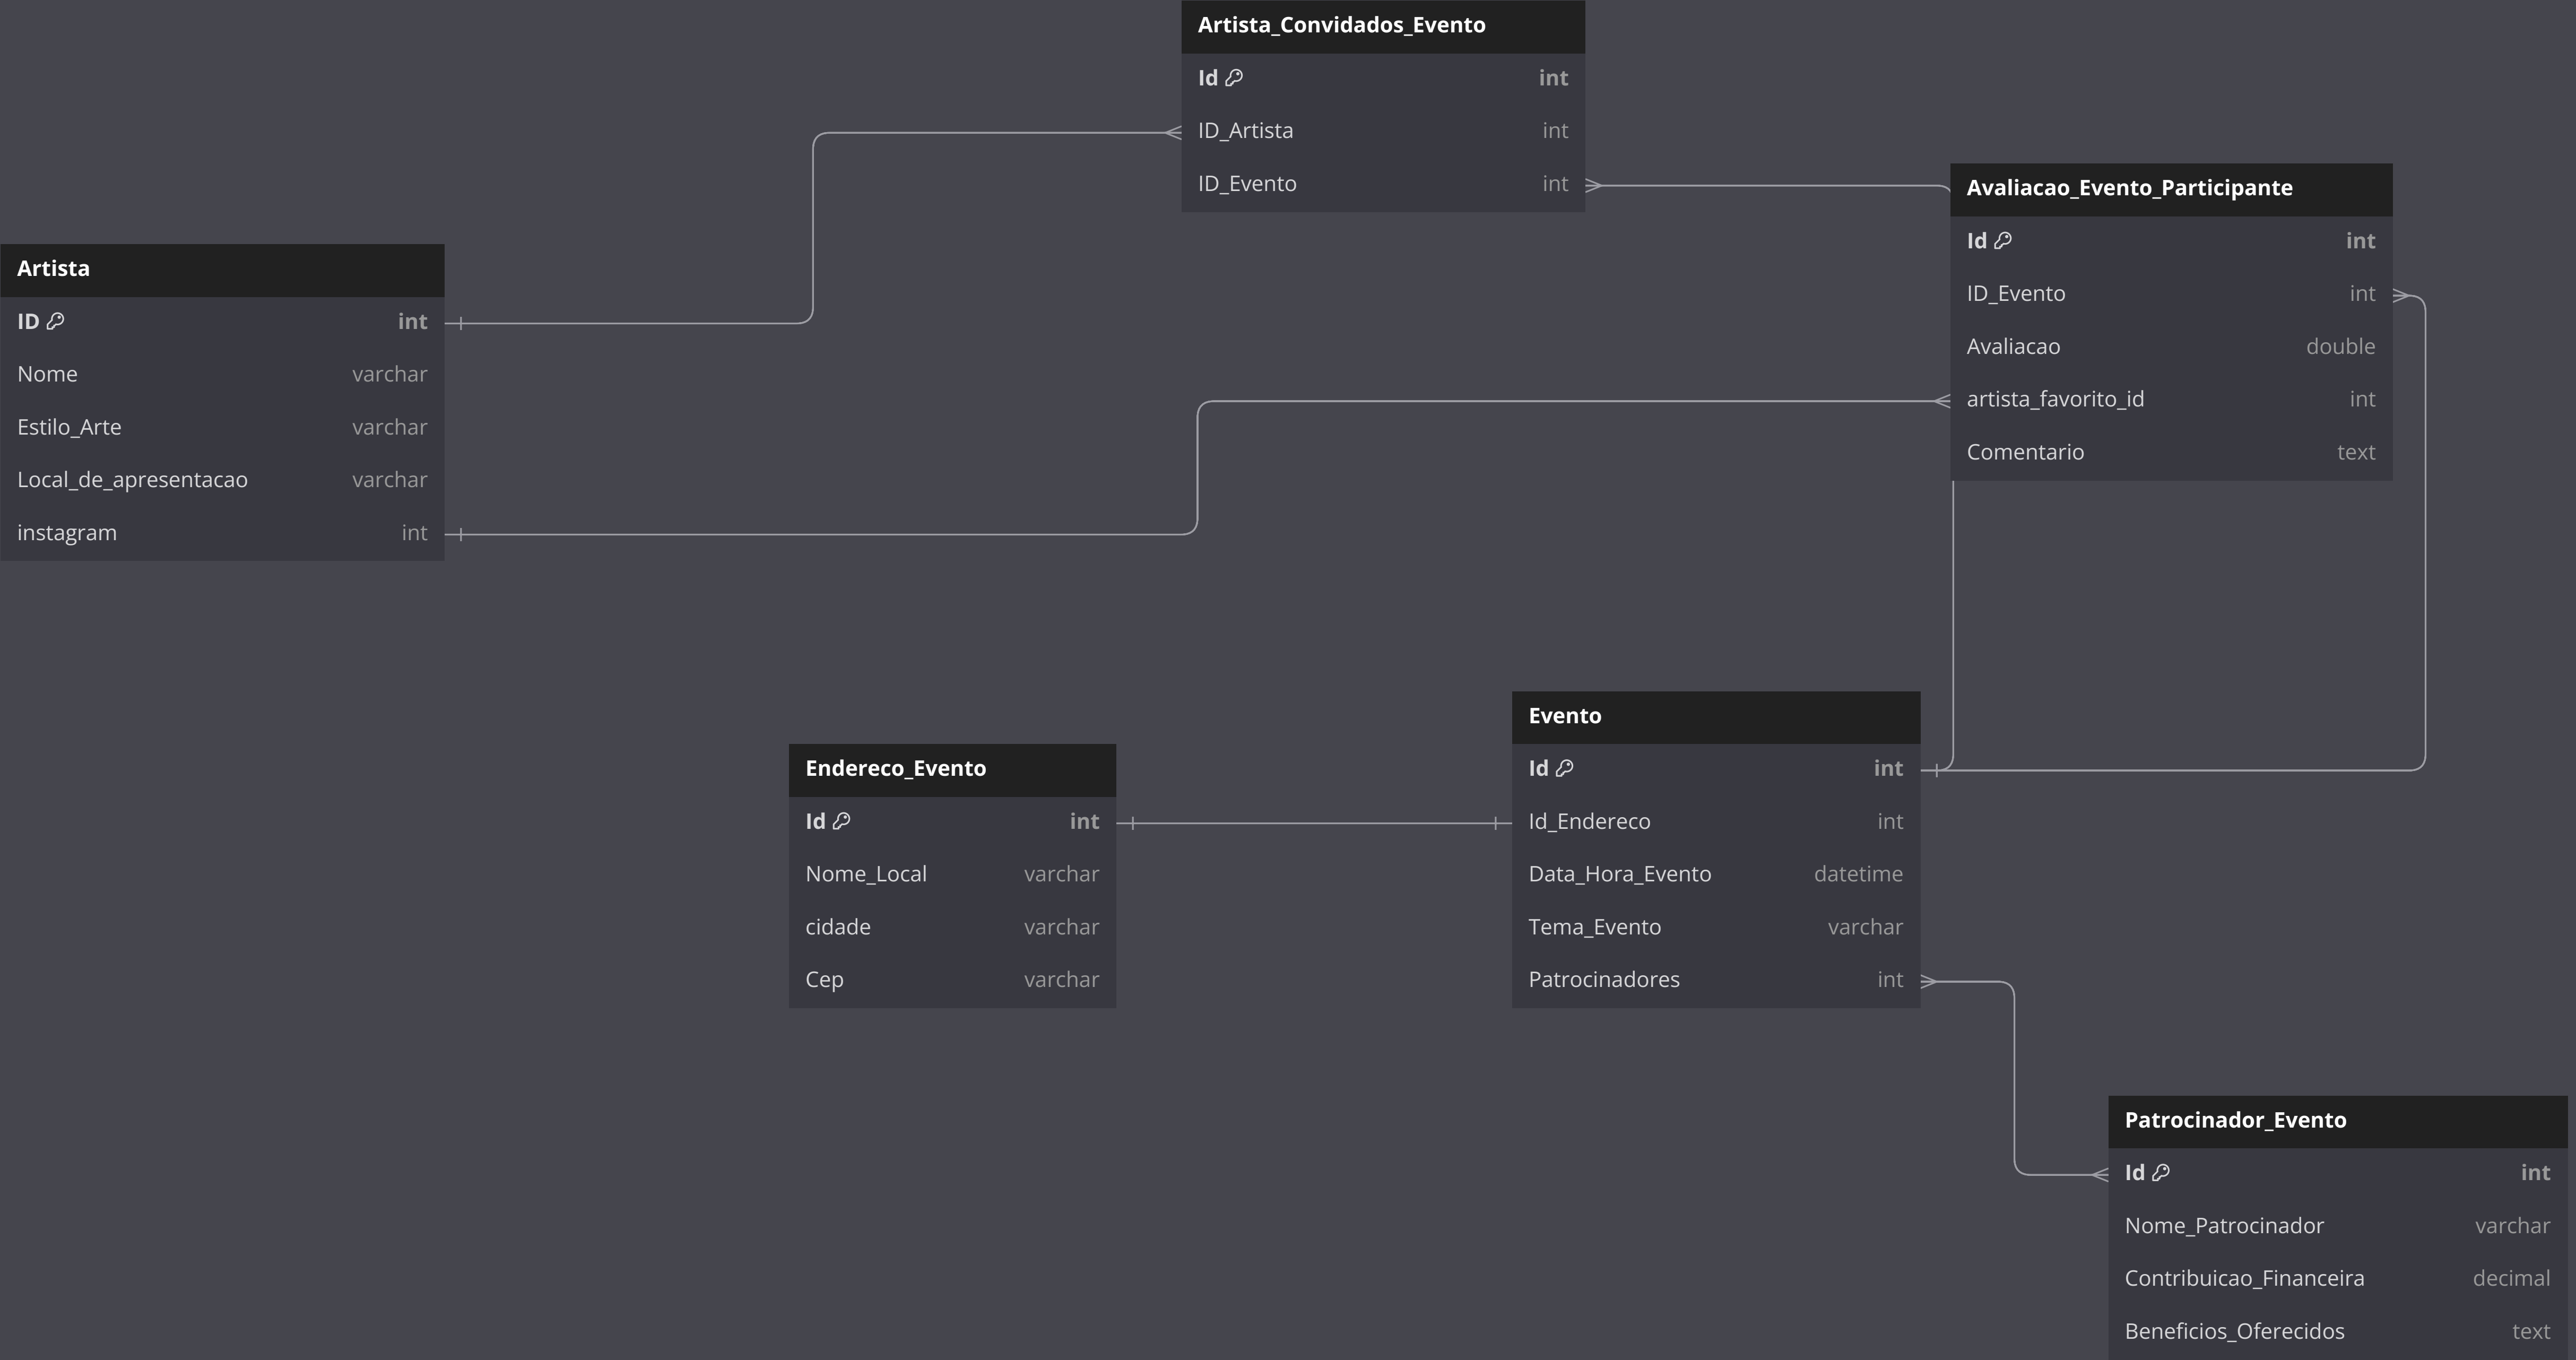 Artista_Convidados_Evento
Id int
ID_Artista int
ID_Evento int
Avaliacao_Evento_Participante
Id int
ID_Evento int
Avaliacao double
artista_favorito_id int
Comentario text
Artista
ID int
Nome varchar
Estilo_Arte varchar
Local_de_apresentacao varchar
instagram int
Evento
Id int
Id_Endereco int
Data_Hora_Evento datetime
Tema_Evento varchar
Patrocinadores int
Endereco_Evento
Id int
Nome_Local varchar
cidade varchar
Cep varchar
Patrocinador_Evento
Id int
Nome_Patrocinador varchar
Contribuicao_Financeira decimal
Beneficios_Oferecidos text